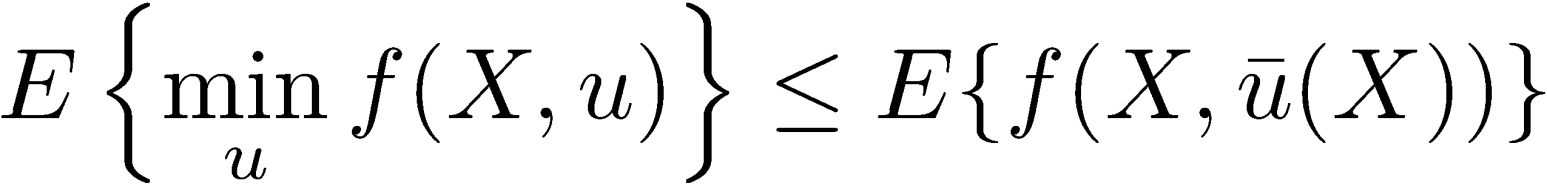 E { min_u f(X, u) } ≤ E{f(X, ū(X))}